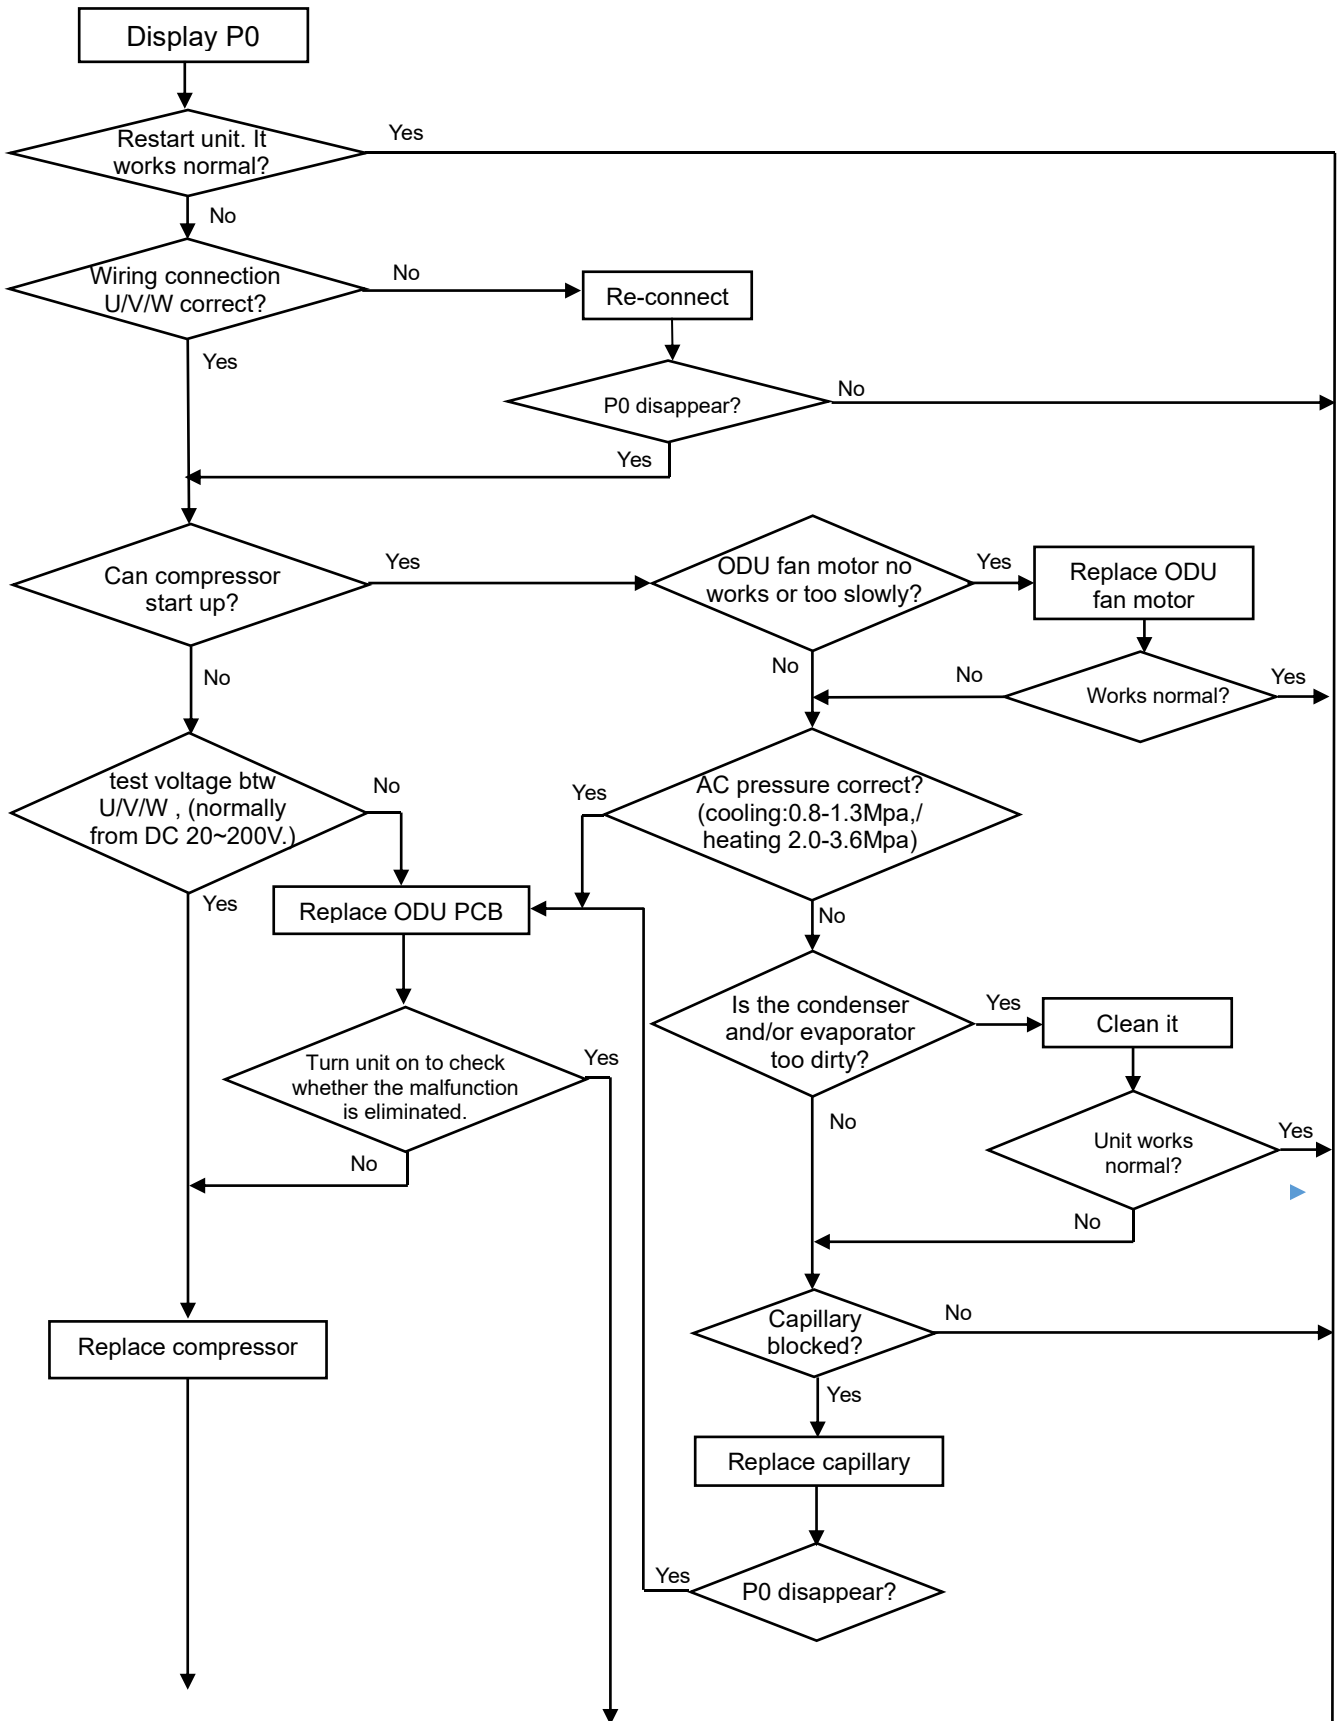 Display P0
Restart unit. It
works normal?
Yes
No
Wiring connection
U/V/W correct?
No
Re-connect
Yes
P0 disappear?
No
Yes
Can compressor
start up?
Yes
ODU fan motor no
works or too slowly?
Yes
Replace ODU
fan motor
No
No
No
Works normal?
Yes
test voltage btw
U/V/W , (normally
from DC 20~200V.)
No
Yes
AC pressure correct?
(cooling:0.8-1.3Mpa,/
heating 2.0-3.6Mpa)
Yes
Replace ODU PCB
No
Is the condenser
and/or evaporator
too dirty?
Yes
Clean it
Turn unit on to check
whether the malfunction
is eliminated.
Yes
No
Unit works
normal?
Yes
No
No
Capillary
blocked?
No
Replace compressor
Yes
Replace capillary
Yes
P0 disappear?